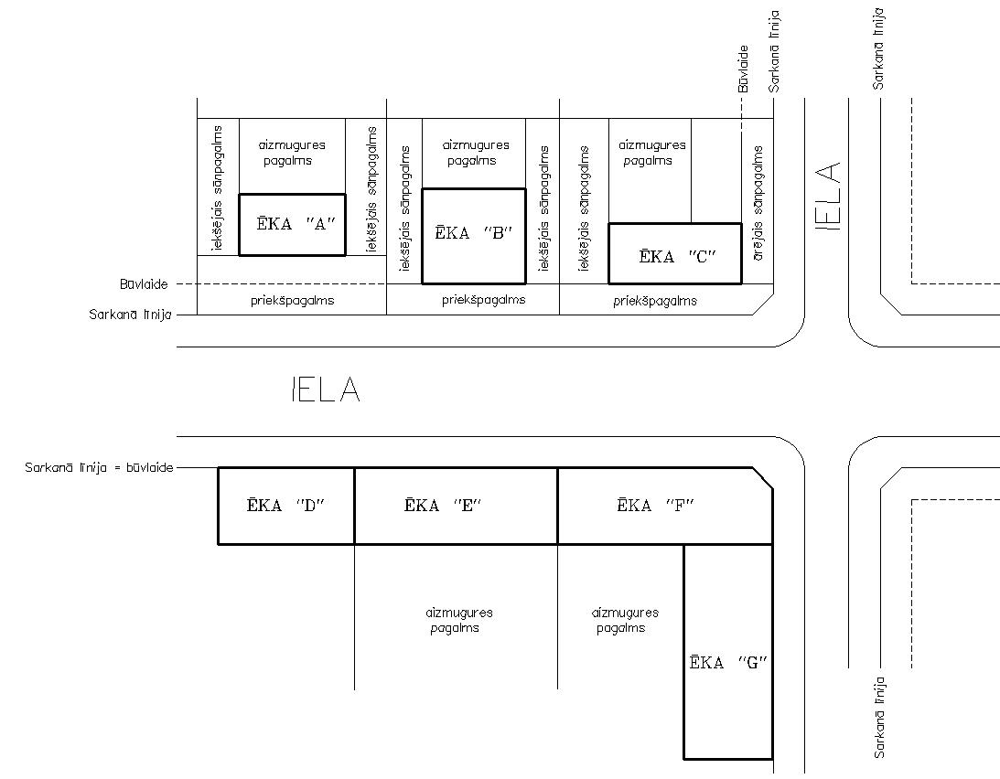 Būvlaide
Sarkanā līnija
Sarkanā līnija
iekšējais sānpagalms
aizmugures
pagalms
iekšējais sānpagalms
iekšējais sānpagalms
aizmugures
pagalms
iekšējais sānpagalms
iekšējais sānpagalms
aizmugures
pagalms
ārējais sānpagalms
IELA
ĒKA "A"
ĒKA "B"
ĒKA "C"
Būvlaide
priekšpagalms
priekšpagalms
priekšpagalms
Sarkanā līnija
IELA
Sarkanā līnija = būvlaide
ĒKA "D"
ĒKA "E"
ĒKA "F"
aizmugures
pagalms
aizmugures
pagalms
ĒKA "G"
Sarkanā līnija